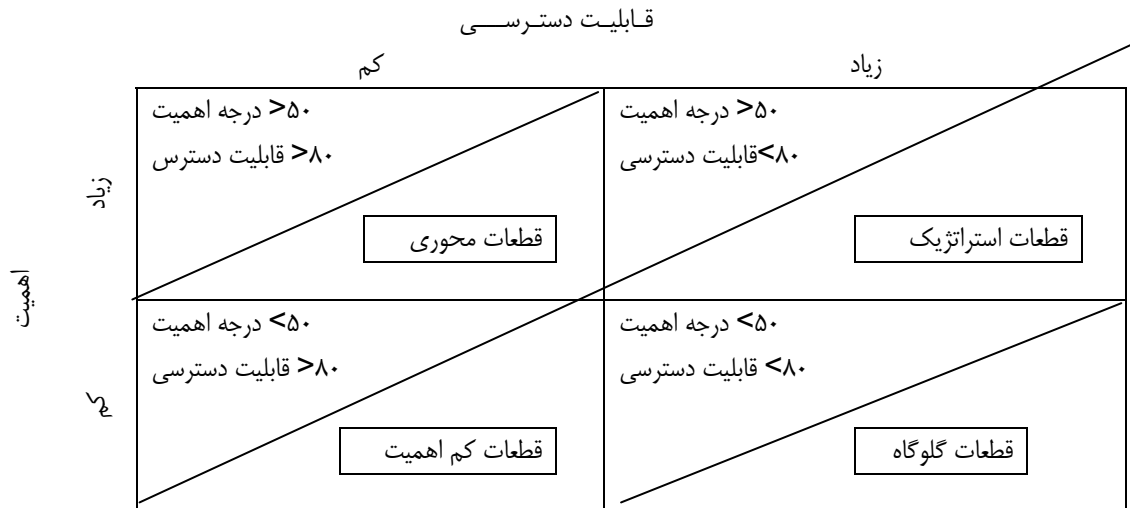 قابلیت دسترسی
زیاد
کم
۵۰< درجه اهمیت
۸۰>قابلیت دسترسی
قطعات استراتژیک
۵۰< درجه اهمیت
۸۰< قابلیت دسترس
قطعات محوری
زیاد
اهمیت
۵۰> درجه اهمیت
۸۰> قابلیت دسترسی
قطعات گلوگاه
۵۰> درجه اهمیت
۸۰< قابلیت دسترسی
قطعات کم اهمیت
کم